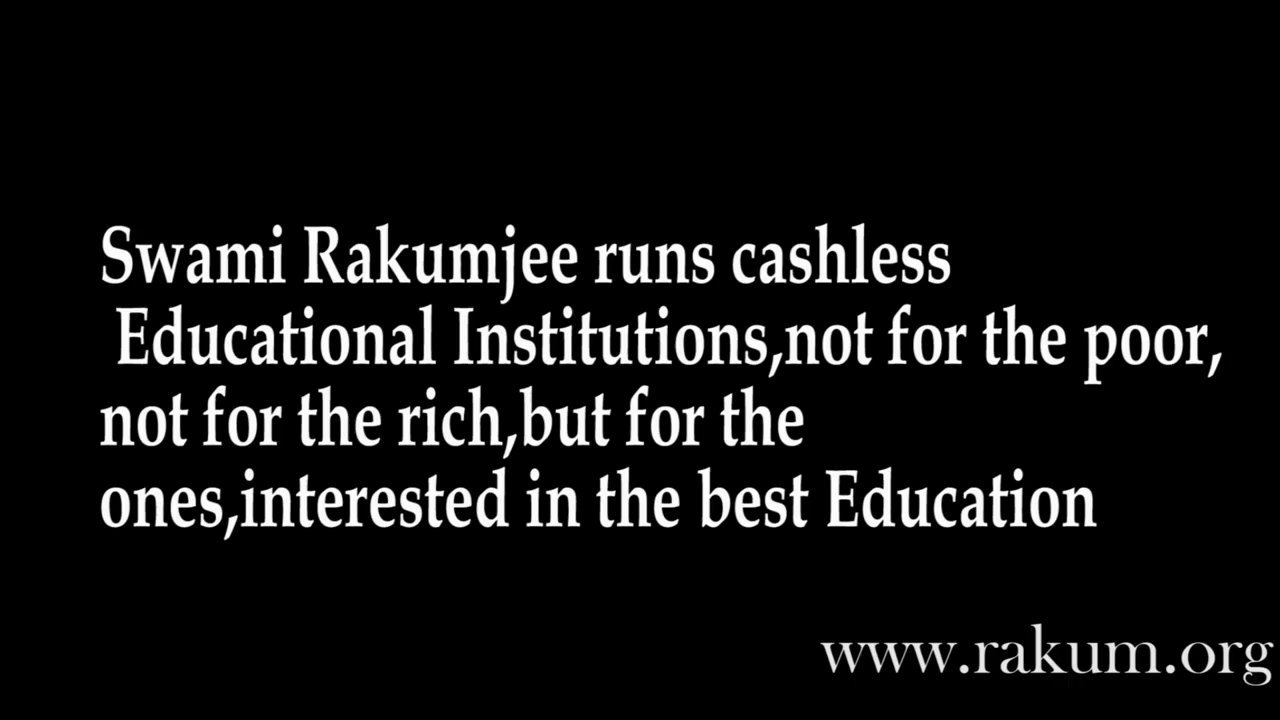 Swami Rakumjee runs cashless
Educational Institutions,not for the poor,
not for the rich,but for the
ones,interested in the best Education
www.rakum.org